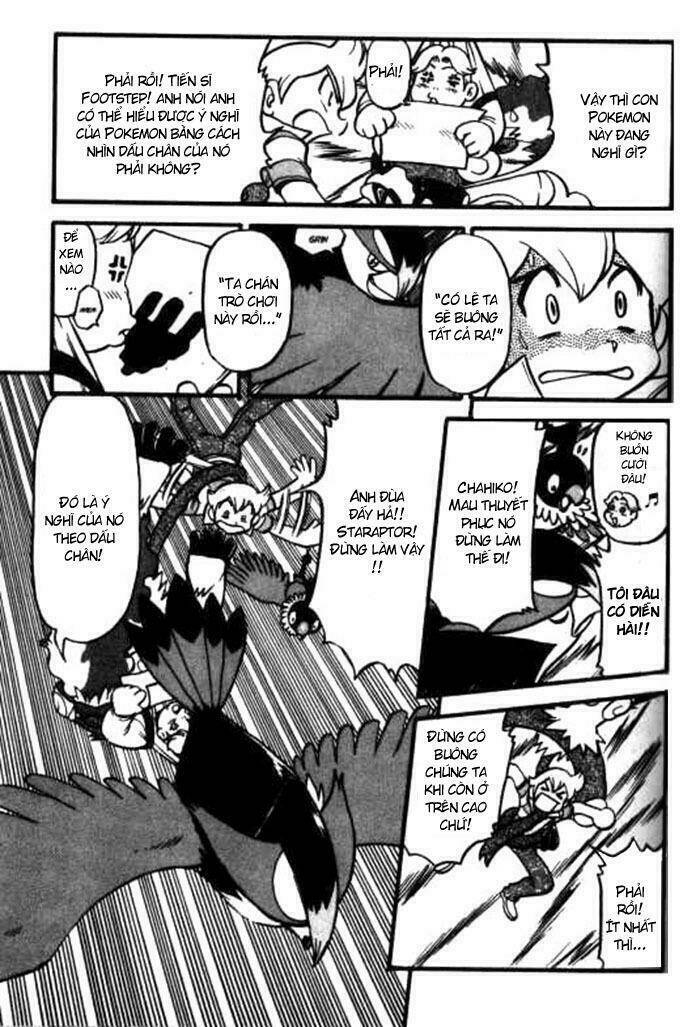 PHẢI RỒI! TIẾN SĨ
FOOTSTEP! ANH NÓI ANH
CÓ THỂ HIỂU ĐƯỢC Ý NGHĨ
CỦA POKEMON BẰNG CÁCH
NHÌN DẤU CHÂN CỦA NÓ
PHẢI KHÔNG?
PHẢI!
VẬY THÌ CON
POKEMON
NÀY ĐANG
NGHĨ GÌ?
ĐỂ
XEM
NÀO
...
"TA CHÁN
TRÒ CHƠI
NÀY RỒI..."
"CÓ LẼ TA
SẼ BUÔNG
TẤT CẢ RA!"
ĐÓ LÀ Ý
NGHĨ CỦA NÓ
THEO DẤU
CHÂN!
ANH ĐÙA
ĐẤY HẢ!!
STARAPTOR!
ĐỪNG LÀM VẬY
!!
CHAHIKO!
MAU THUYẾT
PHỤC NÓ
ĐỪNG LÀM
THẾ ĐI!
KHÔNG
BUỒN
CƯỜI
ĐÂU!
TÔI ĐÂU
CÓ DIỄN
HÀI!!
ĐỪNG CÓ
BUÔNG
CHÚNG TA
KHI CÒN Ở
TRÊN CAO
CHỨ!
PHẢI
RỒI!
ÍT NHẤT
THÌ...